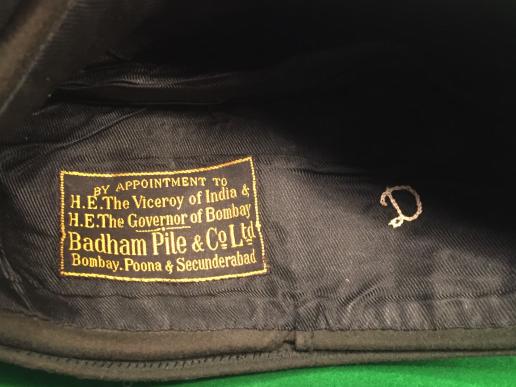 BY APPOINTMENT TO
H.E. The Viceroy of India &
H.E. The Governor of Bombay
Badham Pile & Co Ltd
Bombay. Poona & Secunderabad
D